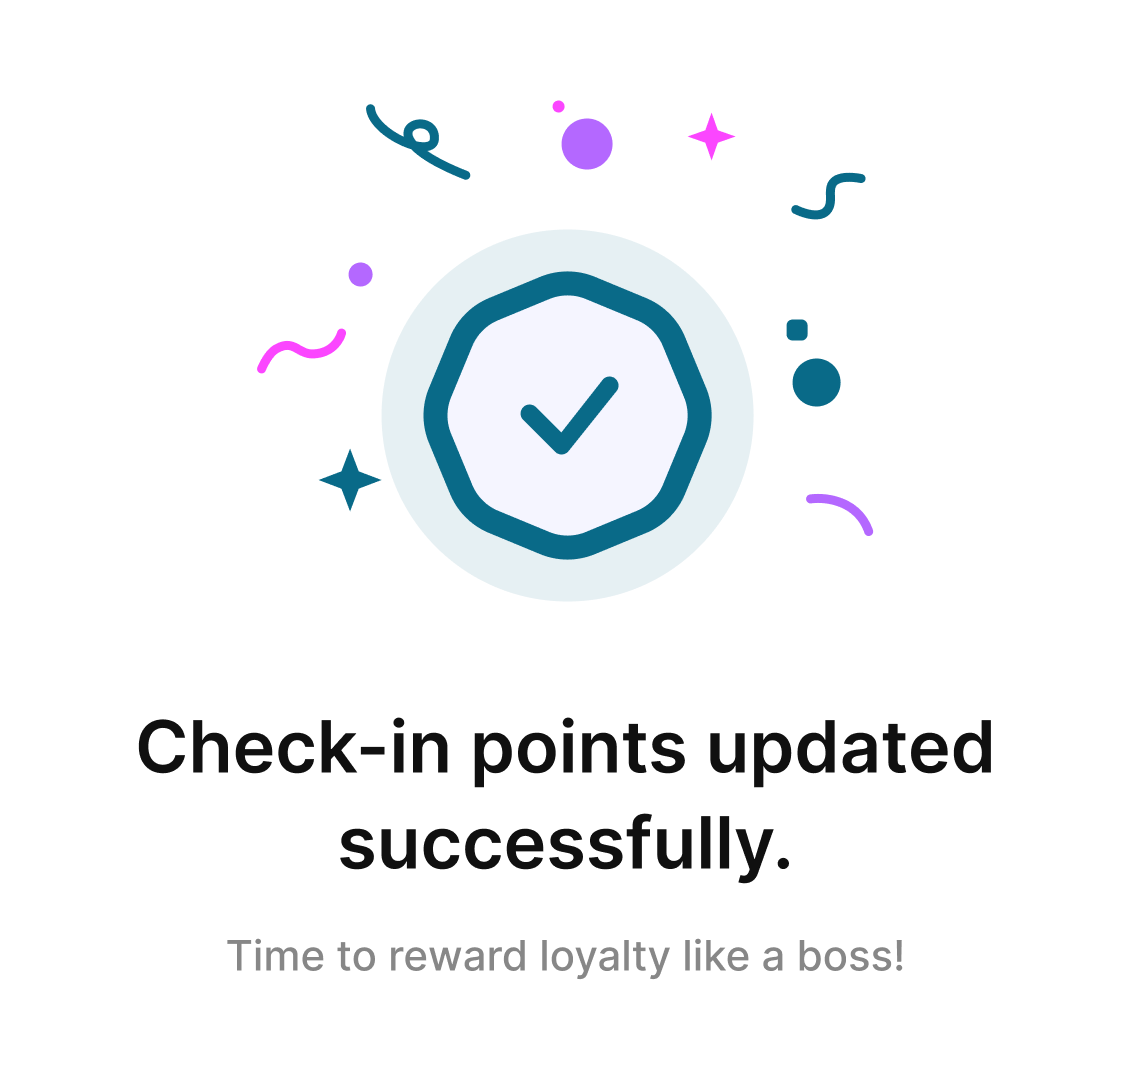 Check-in points updated
successfully.
Time to reward loyalty like a boss!